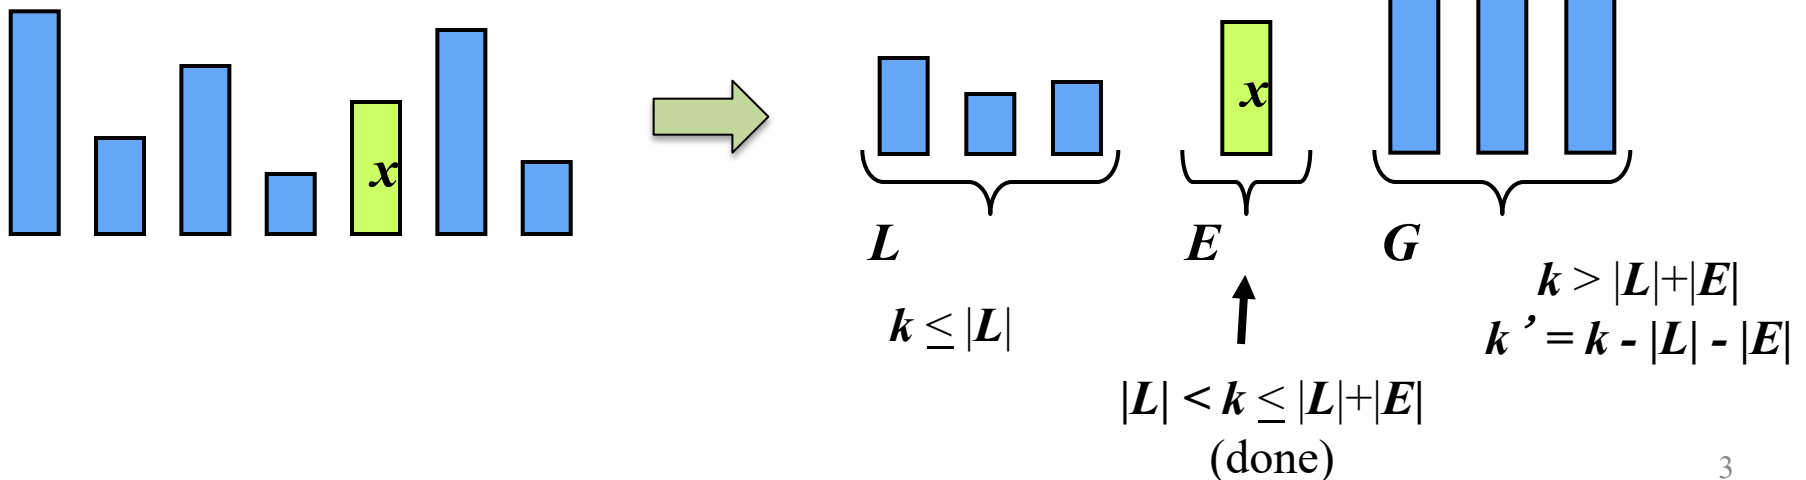 x
x
L
E
G
k ≤ |L|
k > |L|+|E|
k ’ = k - |L| - |E|
|L| < k ≤ |L|+|E|
(done)
3